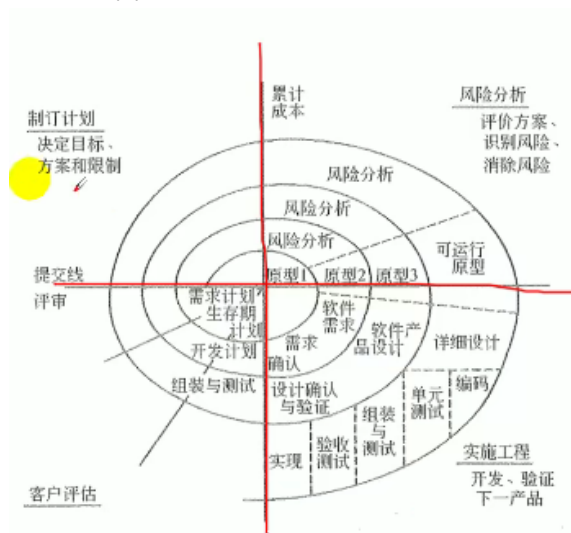 累计
成本
制订计划
决定目标、
方案和限制
风险分析
评价方案、
识别风险、
消除风险
风险分析
风险分析
风险分析
可运行
原型
提交线
原型1
原型2
原型3
评审
需求计划
生存期
计划
软件
需求
需求
确认
软件产
品设计
详细设计
开发计划
组装与测试
设计确认
与验证
实现
验收
测试
组装
与
测试
单元
测试
编码
实施工程
开发、验证
下一产品
客户评估